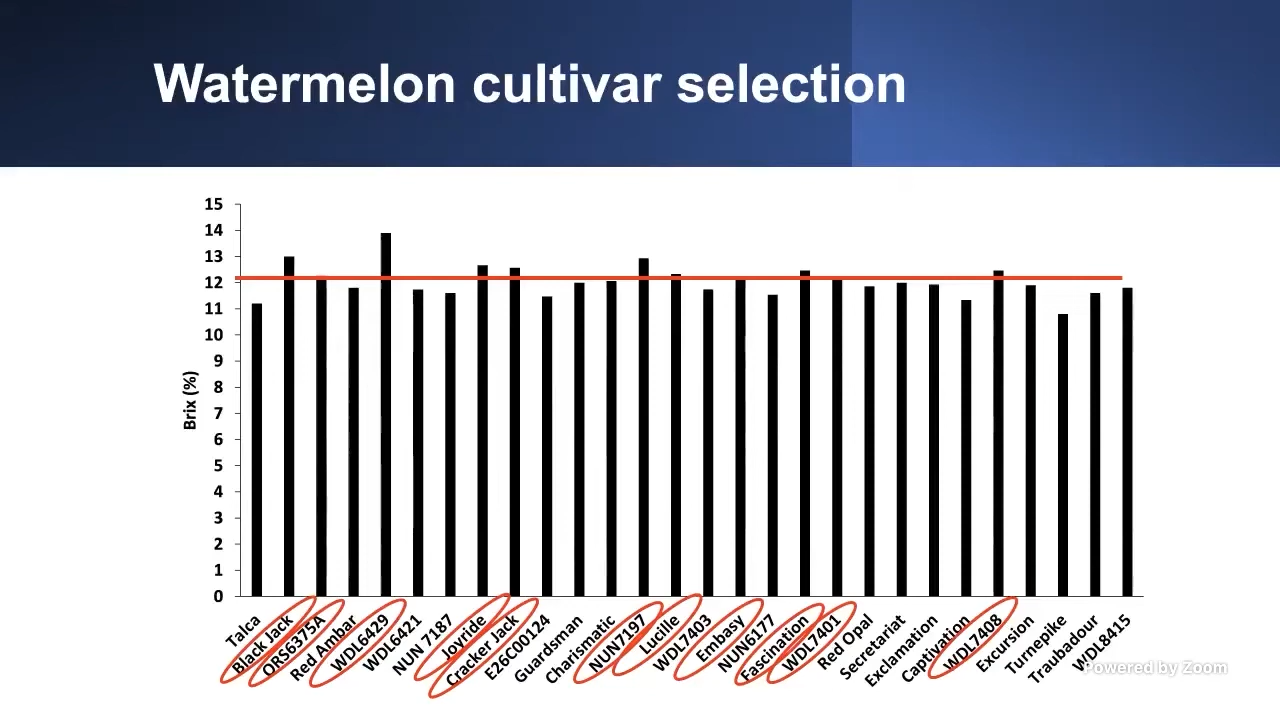 Watermelon cultivar selection
15
14
13
12
11
10
9
8
7
6
5
4
3
2
1
0
Brix (%)
Talca
Black Jack
ORS6375A
Red Ambar
WDL6429
WDL6421
NUN 7187
Joyride
Cracker Jack
E26C00124
Guardsman
Charismatic
NUN7197
Lucille
WDL7403
Embasy
NUN6177
Fascination
WDL7401
Red Opal
Secretariat
Exclamation
Captivation
WDL7408
Excursion
Turnepike
Traubadour
WDL8415
Powered by Zoom